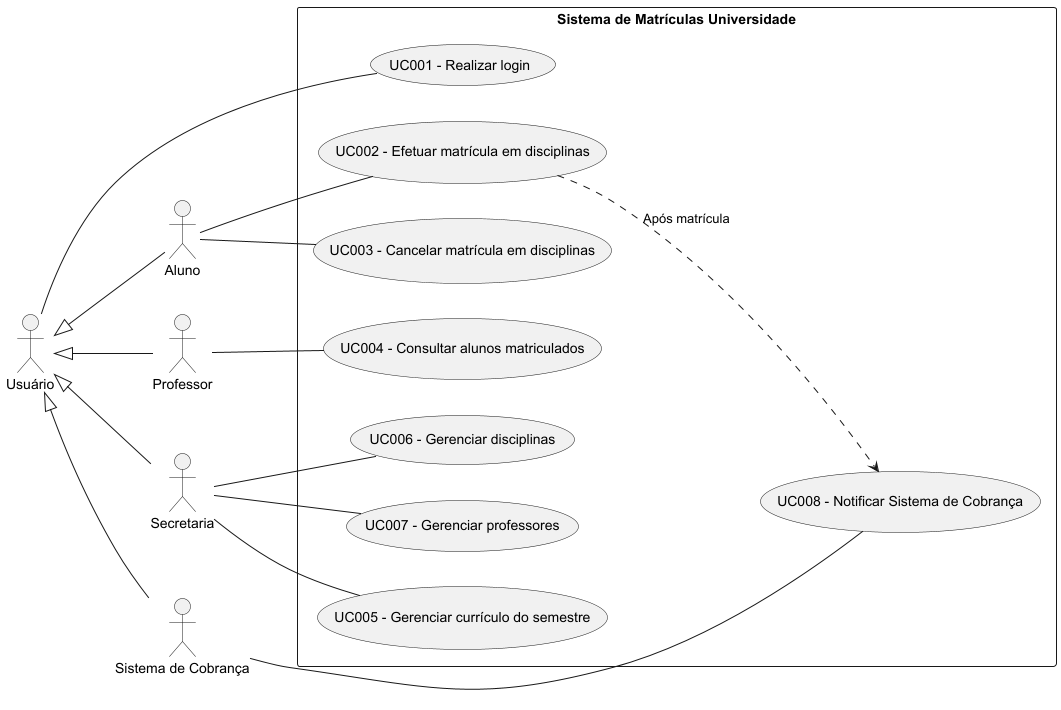 Sistema de Matrículas Universidade
UC001 - Realizar login
UC002 - Efetuar matrícula em disciplinas
Após matrícula
UC003 - Cancelar matrícula em disciplinas
Aluno
UC004 - Consultar alunos matriculados
Usuário
Professor
UC006 - Gerenciar disciplinas
UC008 - Notificar Sistema de Cobrança
Secretaria
UC007 - Gerenciar professores
UC005 - Gerenciar currículo do semestre
Sistema de Cobrança